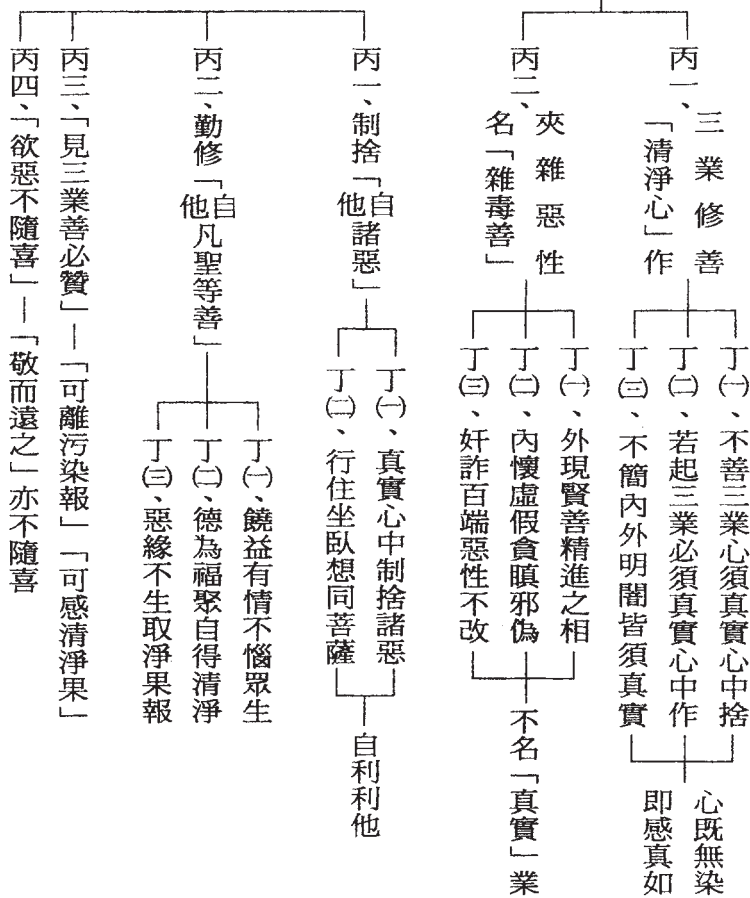 丙一、三業修善
「清淨心」作
丁㈠、不善三業心須真實心中捨
丁㈡、若起三業必須真實心中作
丁㈢、不簡內外明闇皆須真實
心既無染
即感真如
丙二、夾雜惡性
名「雜毒善」
丁㈠、外現賢善精進之相
丁㈡、內懷虛假貪瞋邪偽
丁㈢、奸詐百端惡性不改
不名「真實」業
丙一、制捨「自他諸惡」
丁㈠、真實心中制捨諸惡
丁㈡、行住坐臥想同菩薩
自利利他
丙二、勤修「自他凡聖等善」
丁㈠、饒益有情不惱眾生
丁㈡、德為福聚自得清淨
丁㈢、惡緣不生取淨果報
丙三、「見三業善必贊」—「可離污染報」「可感清淨果」
丙四、「欲惡不隨喜」—「敬而遠之」亦不隨喜